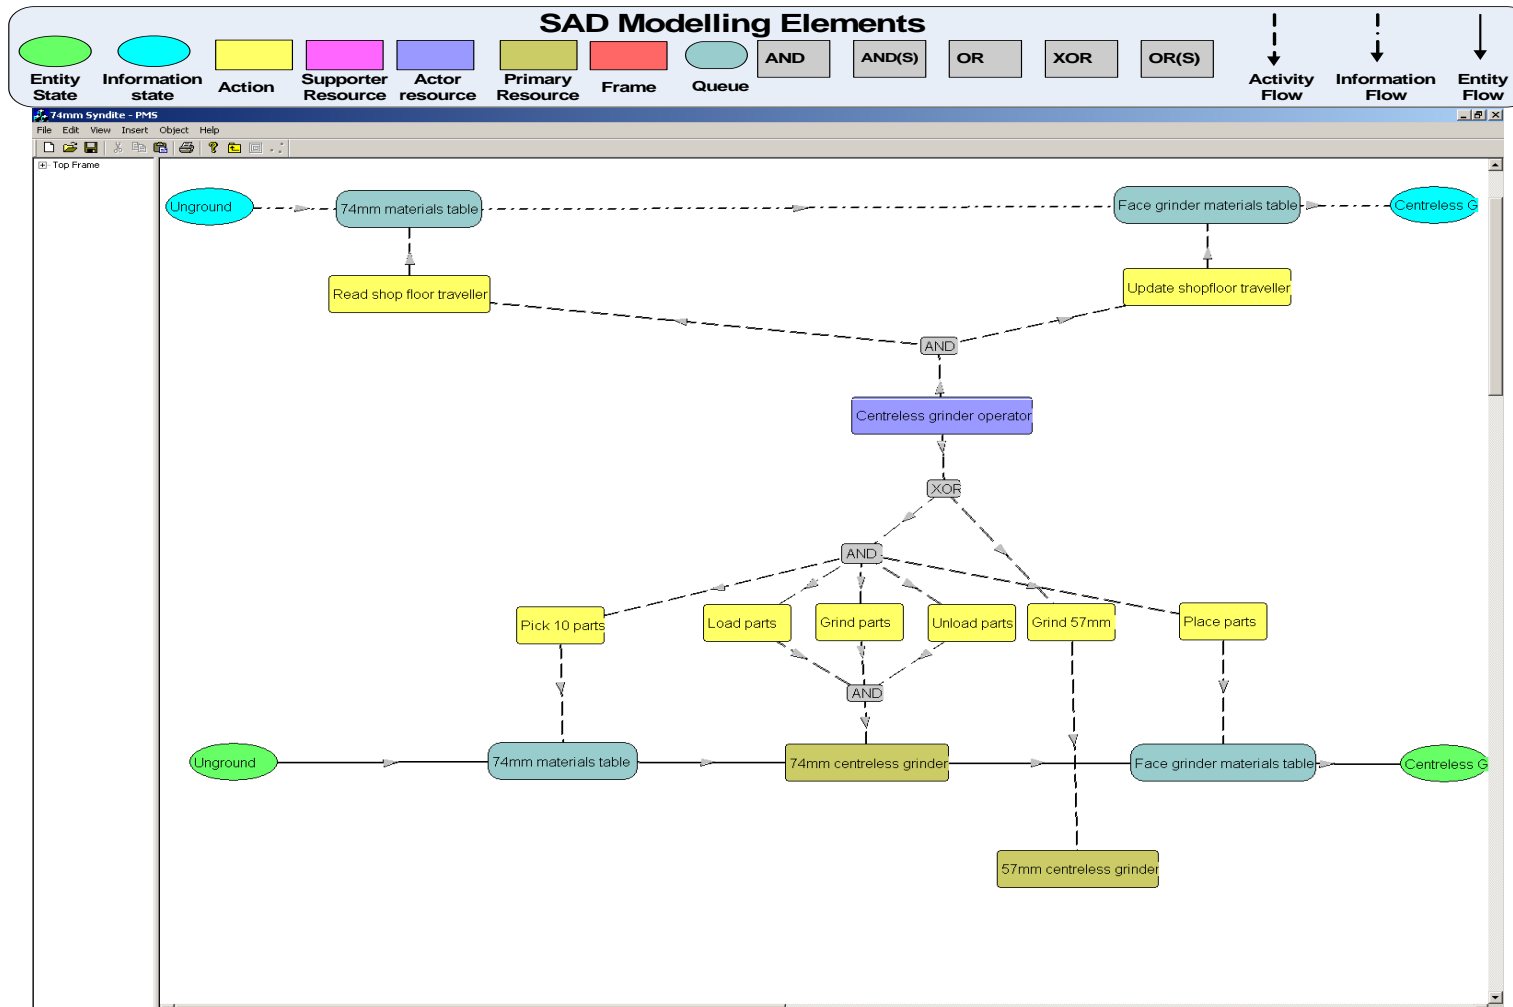 SAD Modelling Elements
Entity State
Information state
Action
Supporter Resource
Actor resource
Primary Resource
Frame
Queue
AND
AND(S)
OR
XOR
OR(S)
Activity Flow
Information Flow
Entity Flow
74mm Syndite - PMS
File Edit View Insert Object Help
Top Frame
Unground
74mm materials table
Face grinder materials table
Centreless G
Read shop floor traveller
Update shopfloor traveller
AND
Centreless grinder operator
XOR
AND
Pick 10 parts
Load parts
Grind parts
Unload parts
Grind 57mm
Place parts
AND
Unground
74mm materials table
74mm centreless grinder
Face grinder materials table
Centreless G
57mm centreless grinder